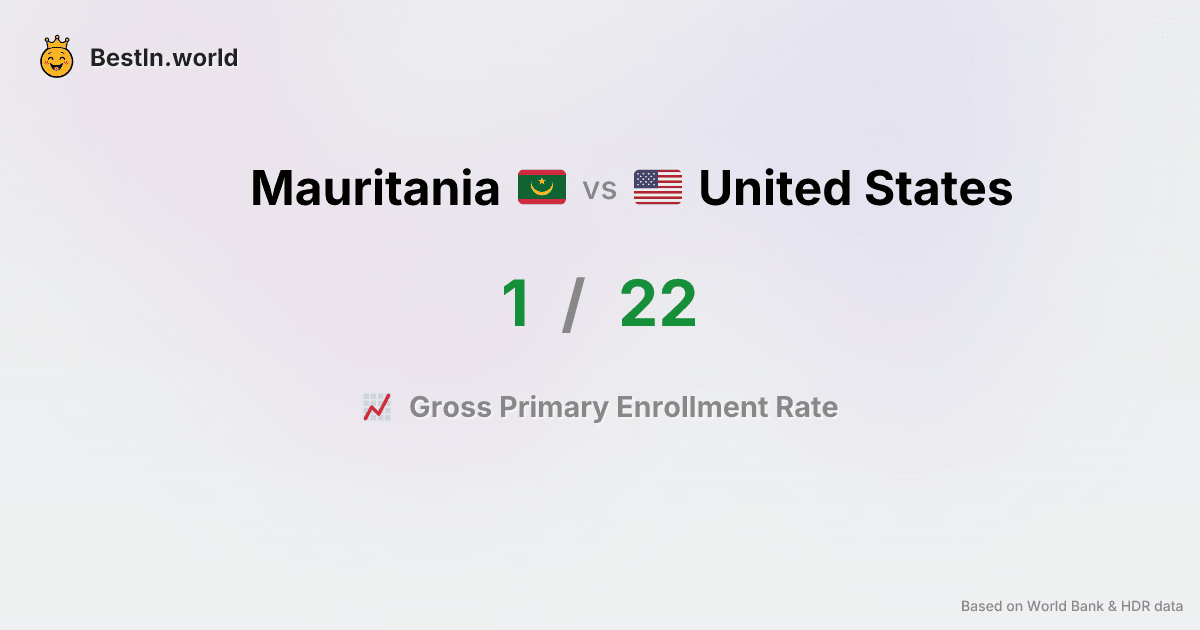 BestIn.world
Mauritania vs United States
1 / 22
Gross Primary Enrollment Rate
Based on World Bank & HDR data